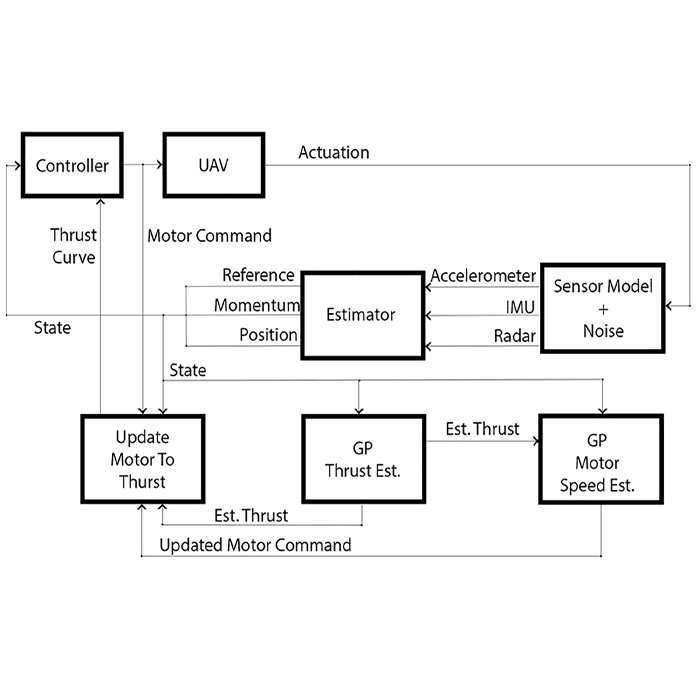 Controller
UAV
Actuation
Thrust
Curve
Motor Command
Reference
Momentum
Position
Estimator
Accelerometer
IMU
Radar
Sensor Model
+
Noise
State
State
Update
Motor To
Thurst
GP
Thrust Est.
Est. Thrust
GP
Motor
Speed Est.
Est. Thrust
Updated Motor Command